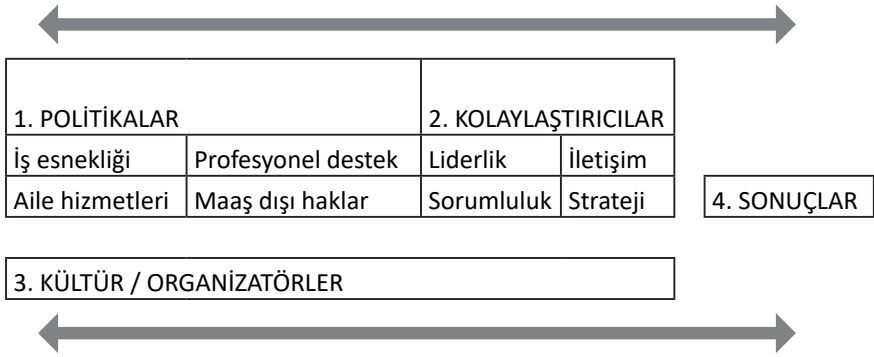 1. POLİTİKALAR 2. KOLAYLAŞTIRICILAR
İş esnekliği Profesyonel destek Liderlik İletişim
Aile hizmetleri Maaş dışı haklar Sorumluluk Strateji 4. SONUÇLAR
3. KÜLTÜR / ORGANİZATÖRLER